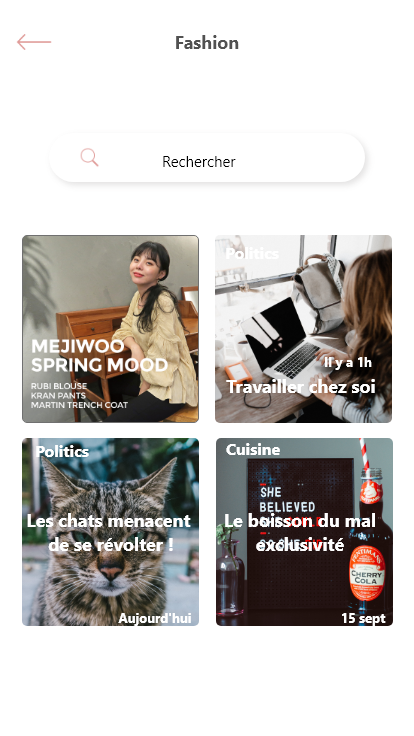 Fashion
Rechercher
MEJIWOO
SPRING MOOD
RUBI BLOUSE
KRAN PANTS
MARTIN TRENCH COAT
Politics
Il y a 1h
Travailler chez soi
Politics
Les chats menacent
de se révolter !
Aujourd'hui
Cuisine
SHE
BELIEVED
SHE
Le boisson du mal
exclusivité
FENTIMANS
CHERRY
COLA
15 sept